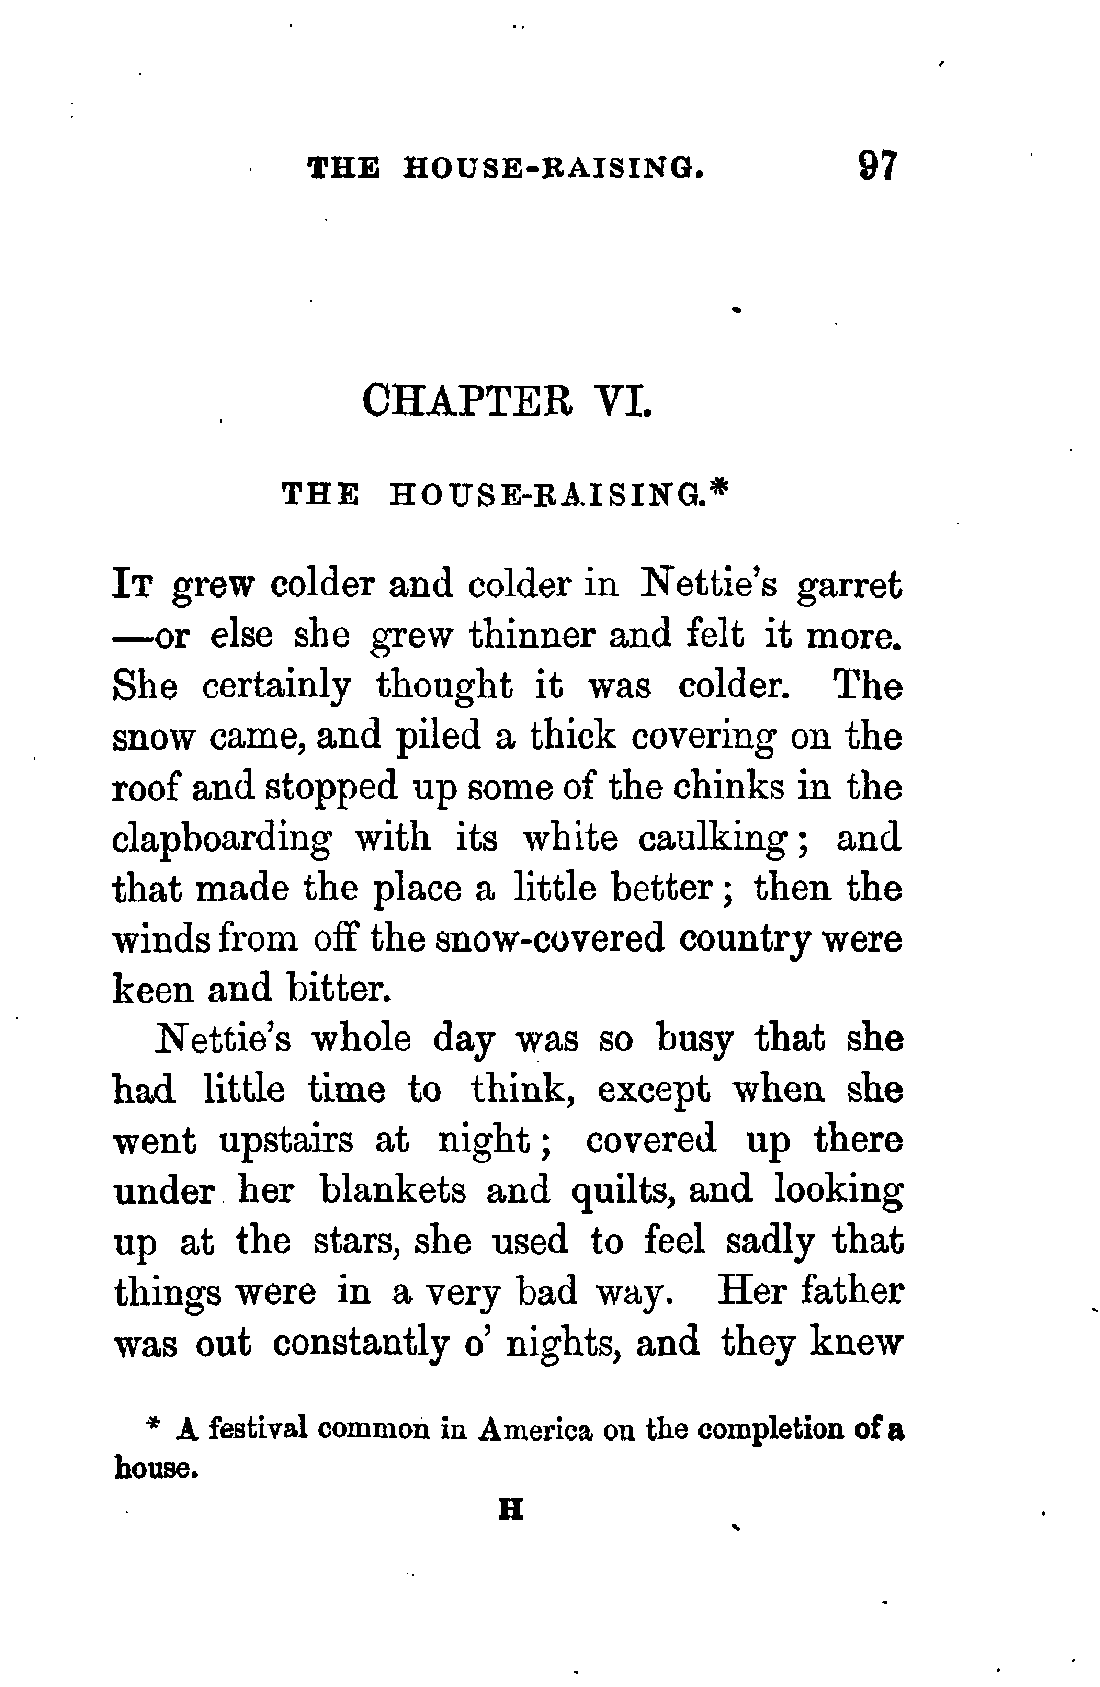 THE HOUSE-RAISING. 97
CHAPTER VI.
THE HOUSE-RAISING.*
IT grew colder and colder in Nettie's garret
—or else she grew thinner and felt it more.
She certainly thought it was colder. The
snow came, and piled a thick covering on the
roof and stopped up some of the chinks in the
clapboarding with its white caulking; and
that made the place a little better; then the
winds from off the snow-covered country were
keen and bitter.
Nettie's whole day was so busy that she
had little time to think, except when she
went upstairs at night; covered up there
under her blankets and quilts, and looking
up at the stars, she used to feel sadly that
things were in a very bad way. Her father
was out constantly o' nights, and they knew
* A festival common in America on the completion of a
house.
H